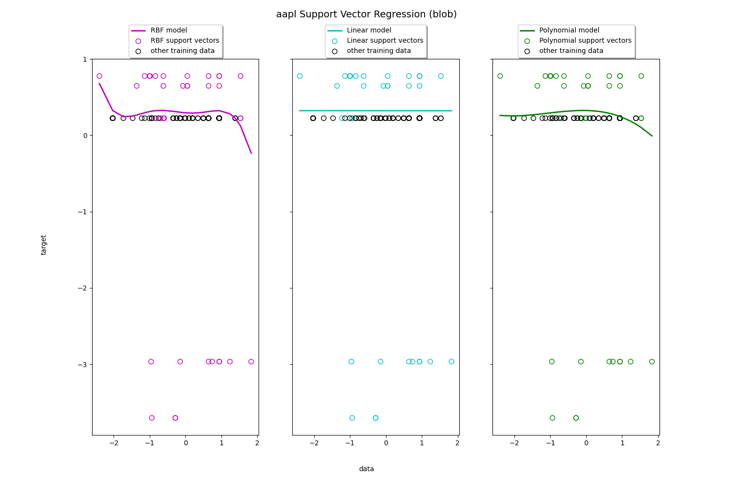 aapl Support Vector Regression (blob)
RBF model
RBF support vectors
other training data
Linear model
Linear support vectors
other training data
Polynomial model
Polynomial support vectors
other training data
1
0
−1
−2
−3
target
−2 −1 0 1 2
−2 −1 0 1 2
−2 −1 0 1 2
data